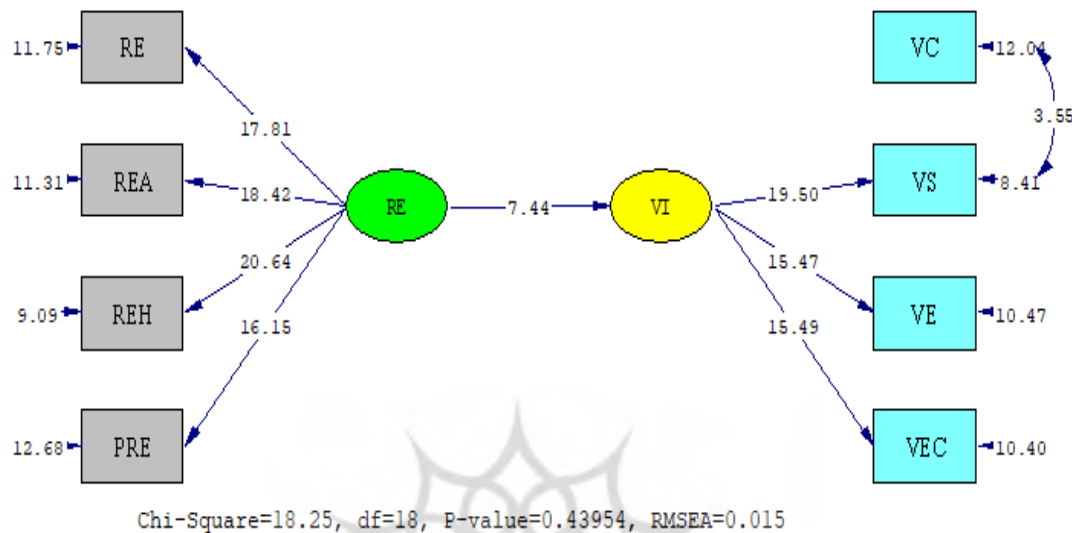 11.75 RE VC 12.04
17.81 3.55
11.31 REA 18.42 RE 7.44 VI 19.50 VS 8.41
20.64 15.47
9.09 REH VE 10.47
16.15 15.49
12.68 PRE VEC 10.40
Chi-Square=18.25, df=18, P-value=0.43954, RMSEA=0.015